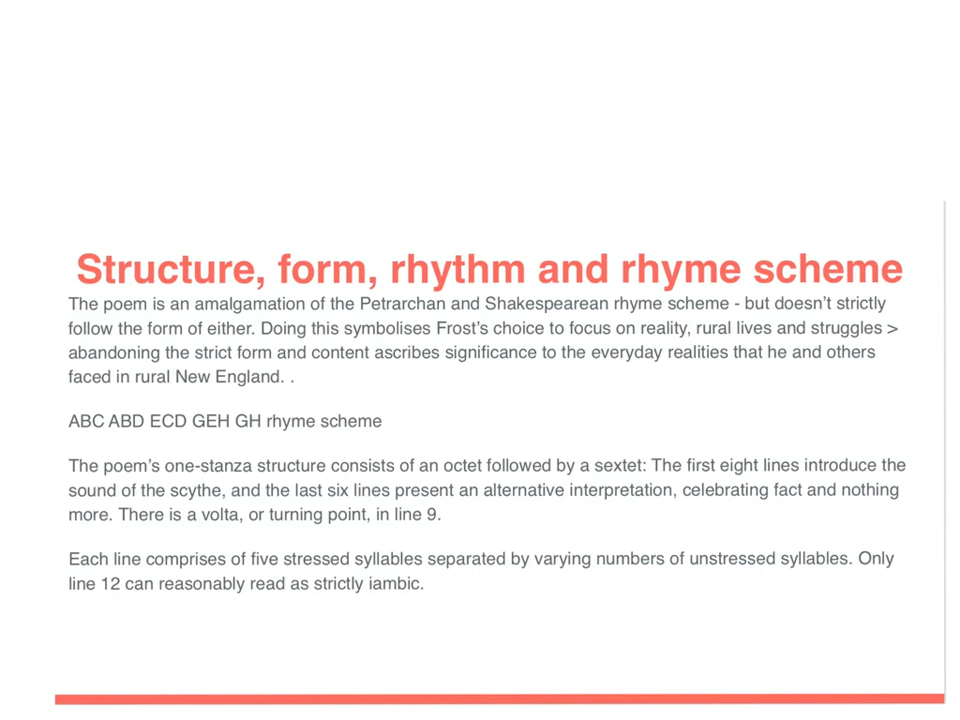 Structure, form, rhythm and rhyme scheme
The poem is an amalgamation of the Petrarchan and Shakespearean rhyme scheme - but doesn’t strictly
follow the form of either. Doing this symbolises Frost’s choice to focus on reality, rural lives and struggles >
abandoning the strict form and content ascribes significance to the everyday realities that he and others
faced in rural New England. .
ABC ABD ECD GEH GH rhyme scheme
The poem’s one-stanza structure consists of an octet followed by a sextet: The first eight lines introduce the
sound of the scythe, and the last six lines present an alternative interpretation, celebrating fact and nothing
more. There is a volta, or turning point, in line 9.
Each line comprises of five stressed syllables separated by varying numbers of unstressed syllables. Only
line 12 can reasonably read as strictly iambic.